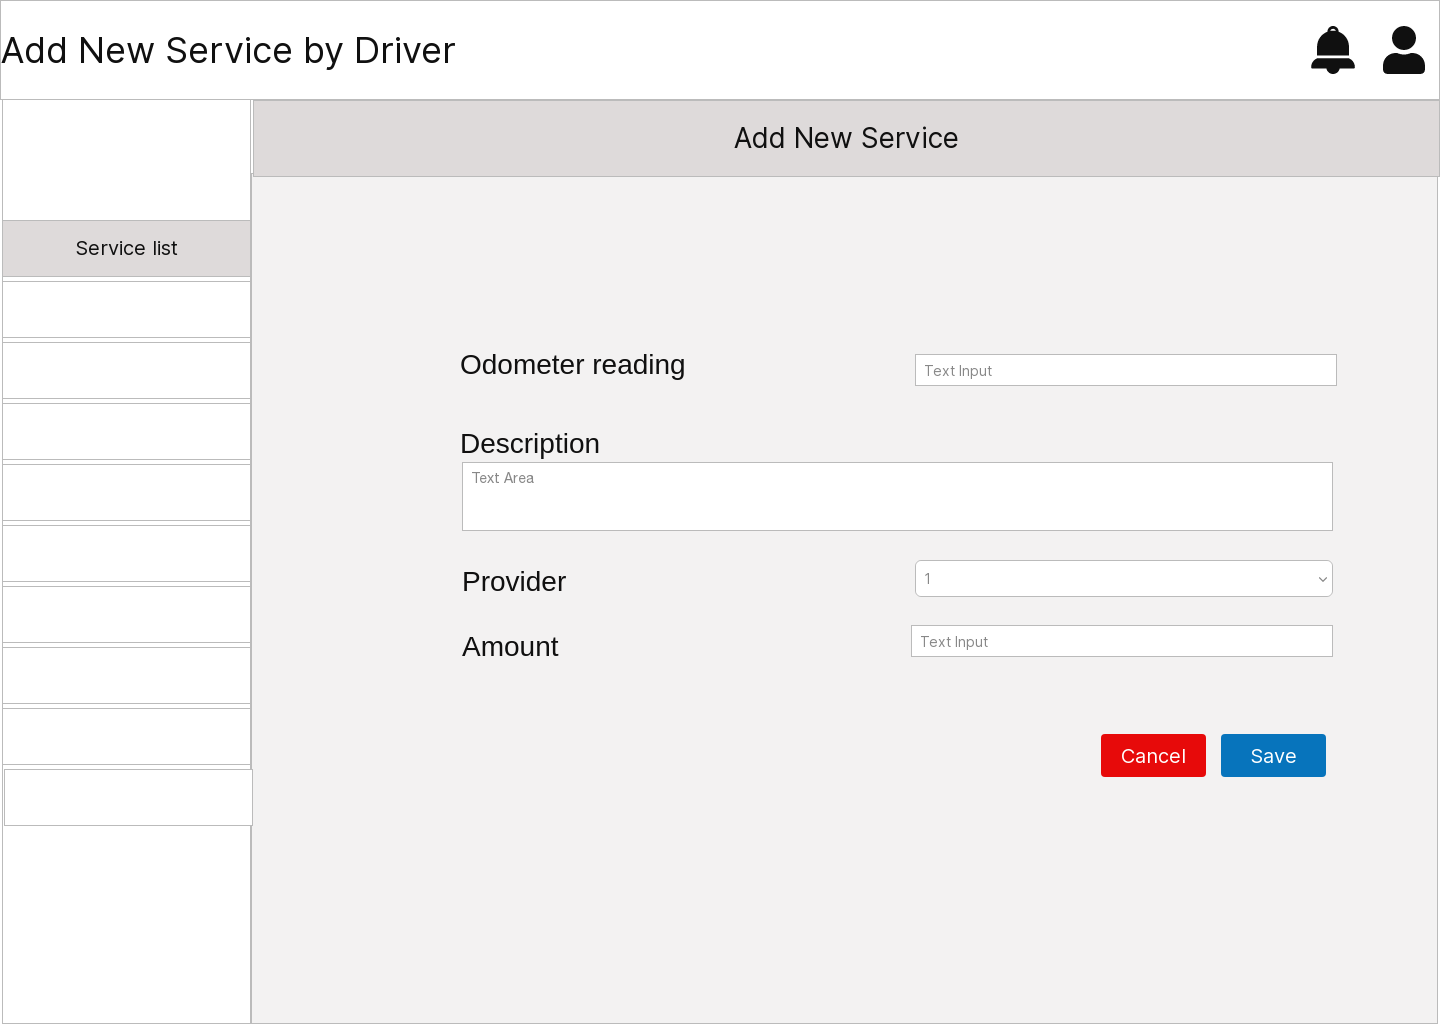 Add New Service by Driver
Add New Service
Service list
Odometer reading
Text Input
Description
Text Area
Provider
1
Amount
Text Input
Cancel
Save